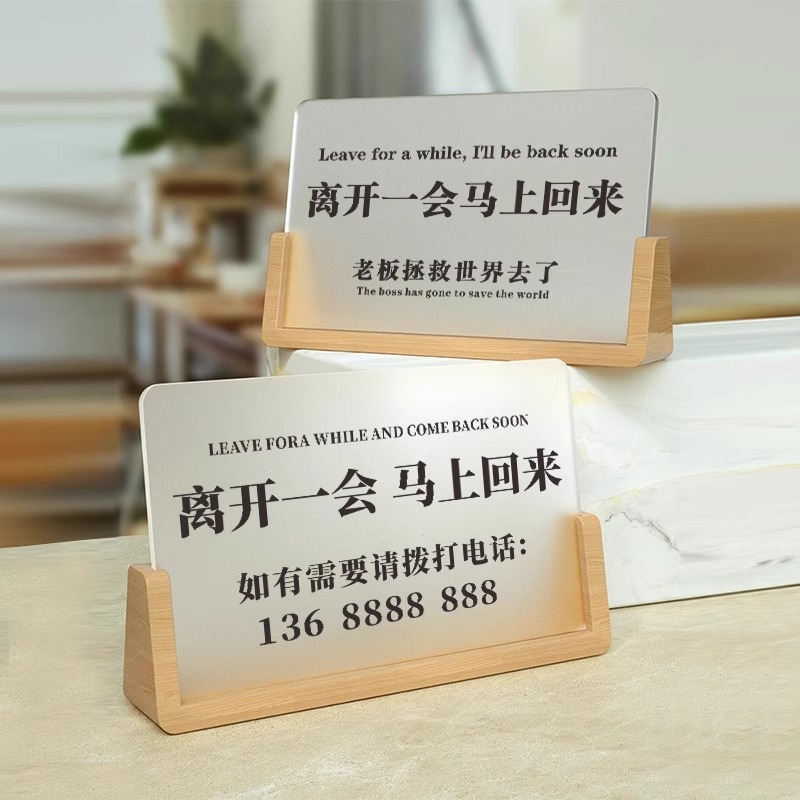 Leave for a while, I'll be back soon
离开一会马上回来
老板拯救世界去了
The boss has gone to save the world
LEAVE FORA WHILE AND COME BACK SOON
离开一会 马上回来
如有需要请拨打电话:
136 8888 888